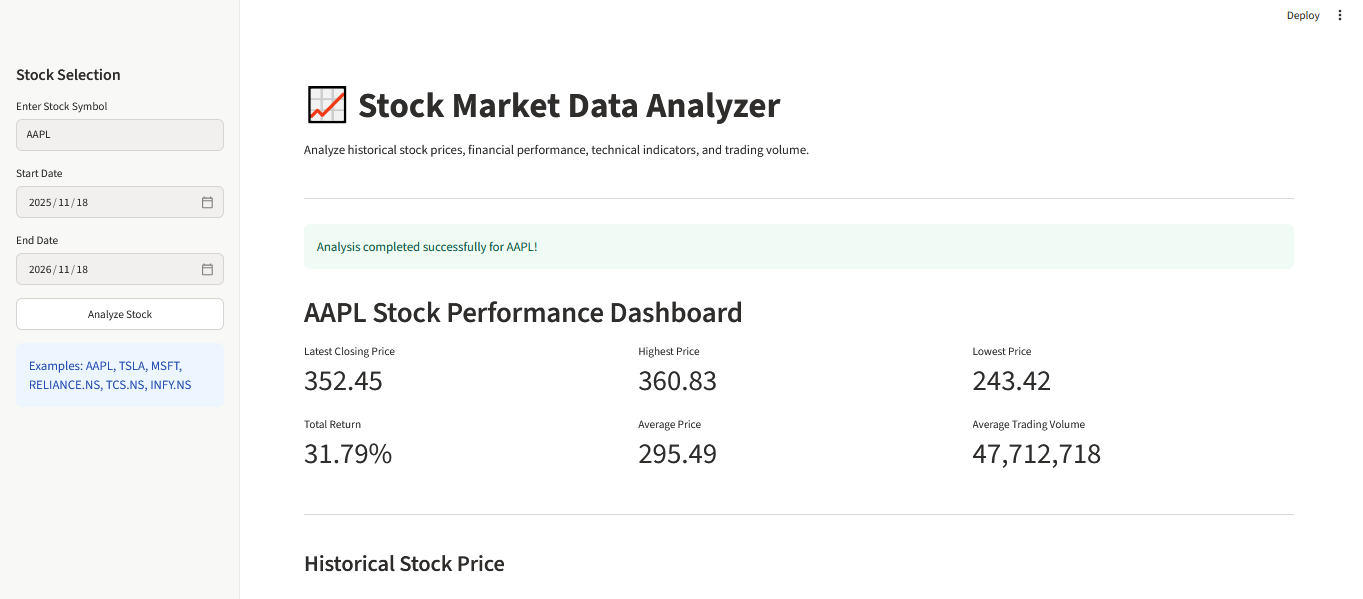 Deploy
Stock Selection
Enter Stock Symbol
AAPL
Start Date
2025/11/18
End Date
2026/11/18
Analyze Stock
Examples: AAPL, TSLA, MSFT,
RELIANCE.NS, TCS.NS, INFY.NS
Stock Market Data Analyzer
Analyze historical stock prices, financial performance, technical indicators, and trading volume.
Analysis completed successfully for AAPL!
AAPL Stock Performance Dashboard
Latest Closing Price
352.45
Highest Price
360.83
Lowest Price
243.42
Total Return
31.79%
Average Price
295.49
Average Trading Volume
47,712,718
Historical Stock Price